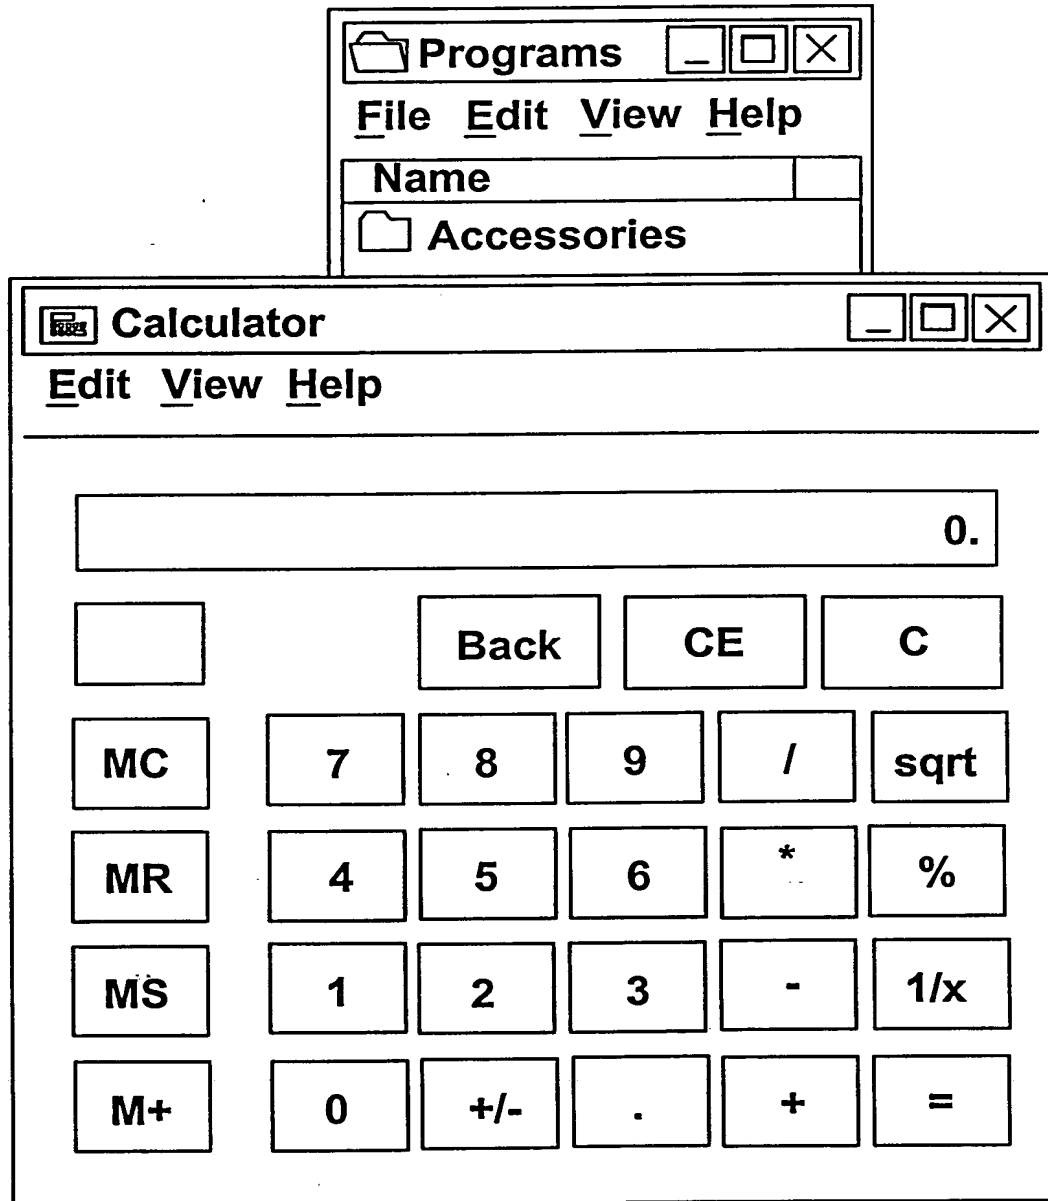 Programs
File Edit View Help
Name
Accessories
Calculator
Edit View Help
0.
Back CE C
MC 7 8 9 / sqrt
MR 4 5 6 * %
MS 1 2 3 - 1/x
M+ 0 +/- . + =